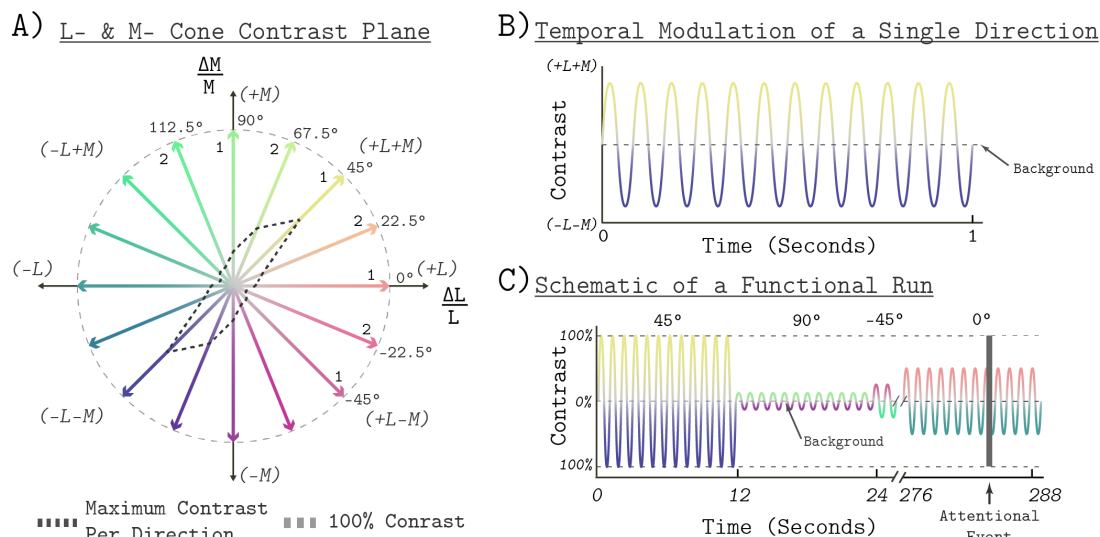 A) L- & M- Cone Contrast Plane
ΔM
M
(+M)
90°
112.5°
67.5°
(-L+M)
(+L+M)
2
1
2
45°
1
2
22.5°
(-L)
1
0°
(+L)
ΔL
L
2
-22.5°
1
-45°
(-L-M)
(+L-M)
(-M)
Maximum Contrast
Per Direction
100% Conrast
B) Temporal Modulation of a Single Direction
(+L+M)
Contrast
Background
(-L-M)
0
1
Time (Seconds)
C) Schematic of a Functional Run
45°
90°
-45°
0°
100%
Contrast
0%
Background
100%
0
12
24
276
288
Time (Seconds)
Attentional
Event